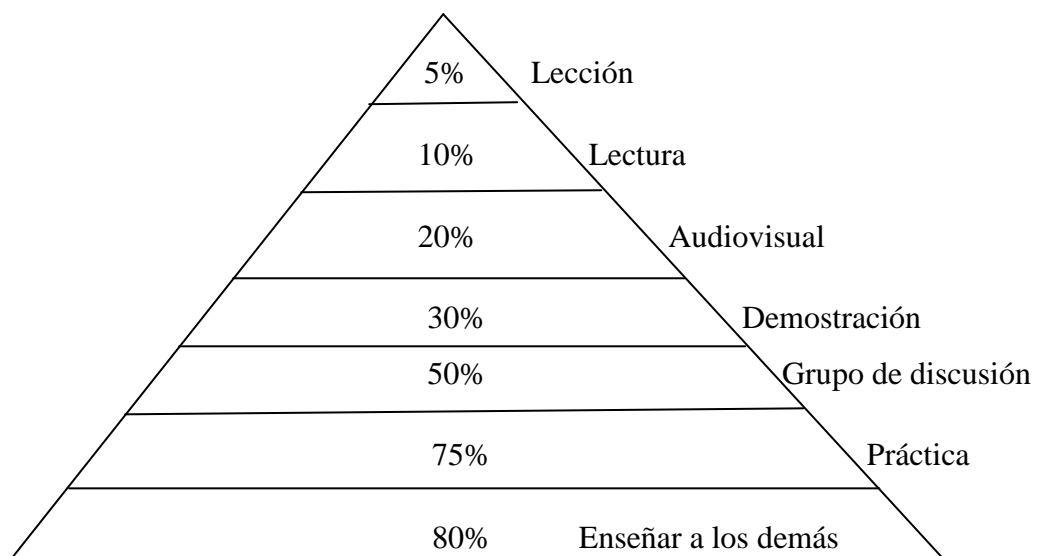 5% Lección
10% Lectura
20% Audiovisual
30% Demostración
50% Grupo de discusión
75% Práctica
80% Enseñar a los demás